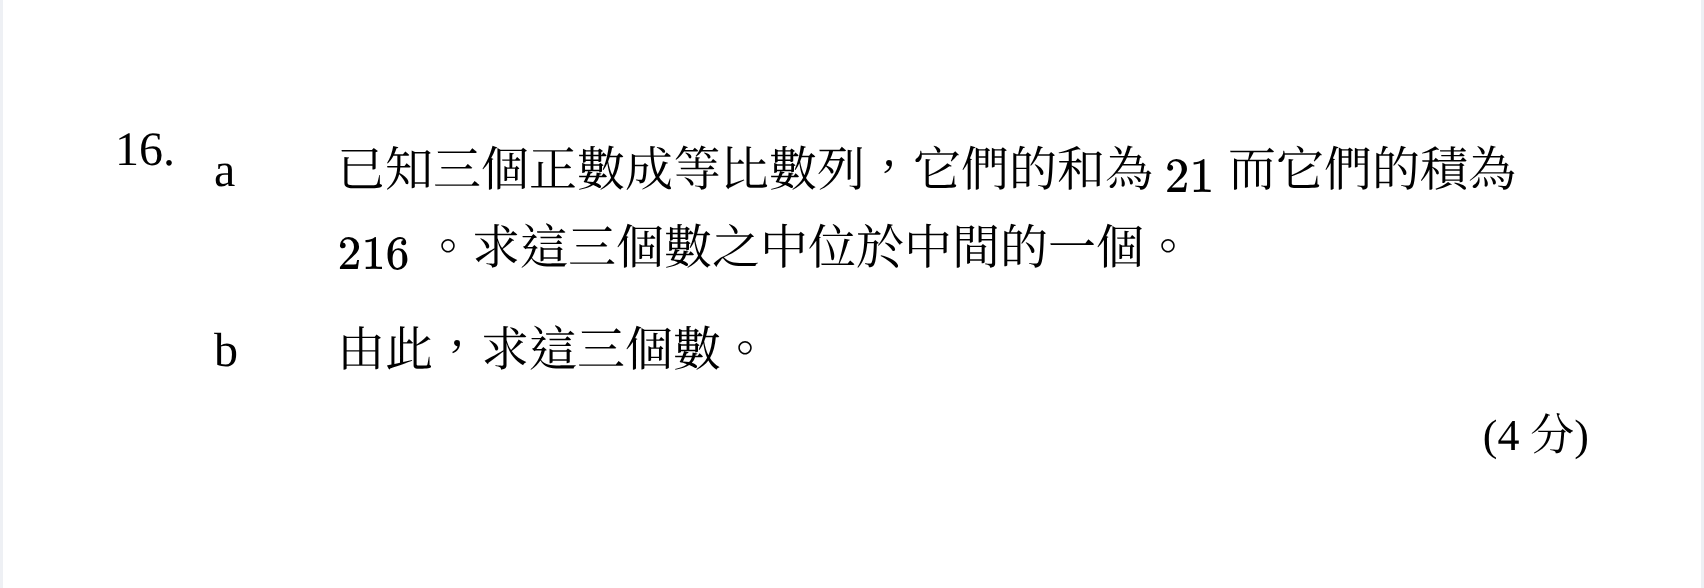 16. a 已知三個正數成等比數列，它們的和為 21 而它們的積為
216 。求這三個數之中位於中間的一個。
b 由此，求這三個數。
(4 分)